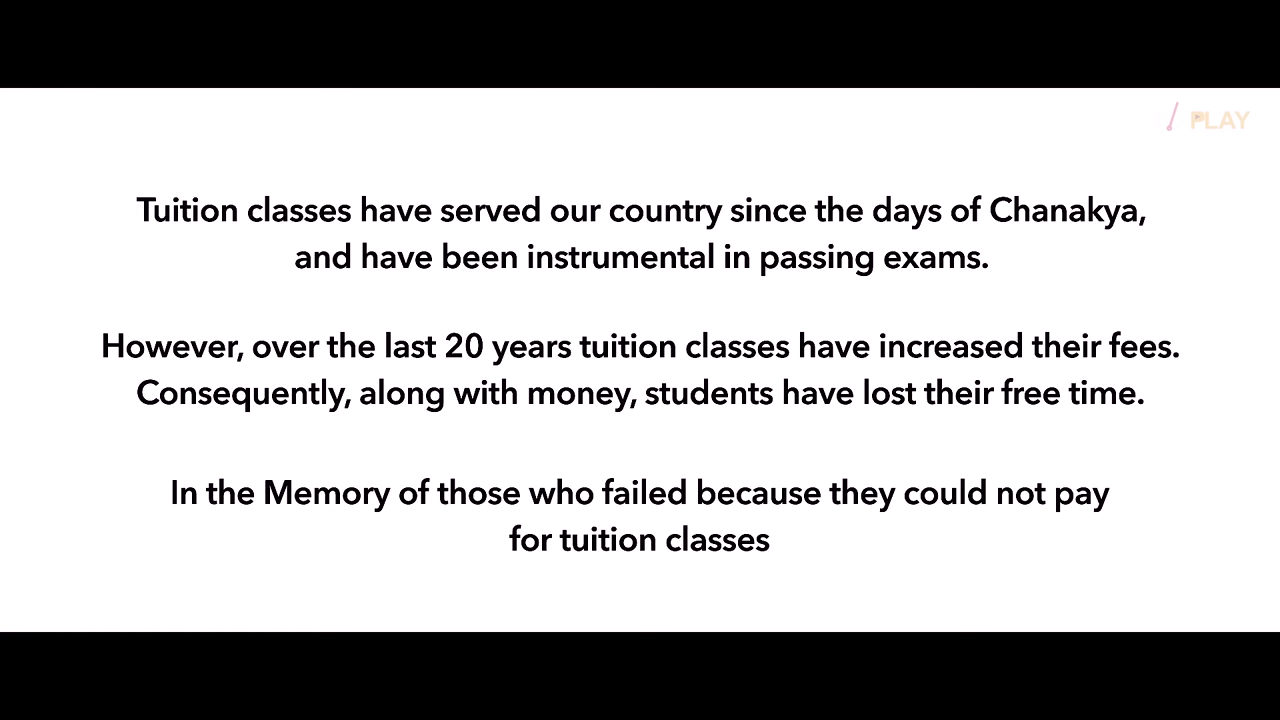 PLAY
Tuition classes have served our country since the days of Chanakya,
and have been instrumental in passing exams.
However, over the last 20 years tuition classes have increased their fees.
Consequently, along with money, students have lost their free time.
In the Memory of those who failed because they could not pay
for tuition classes